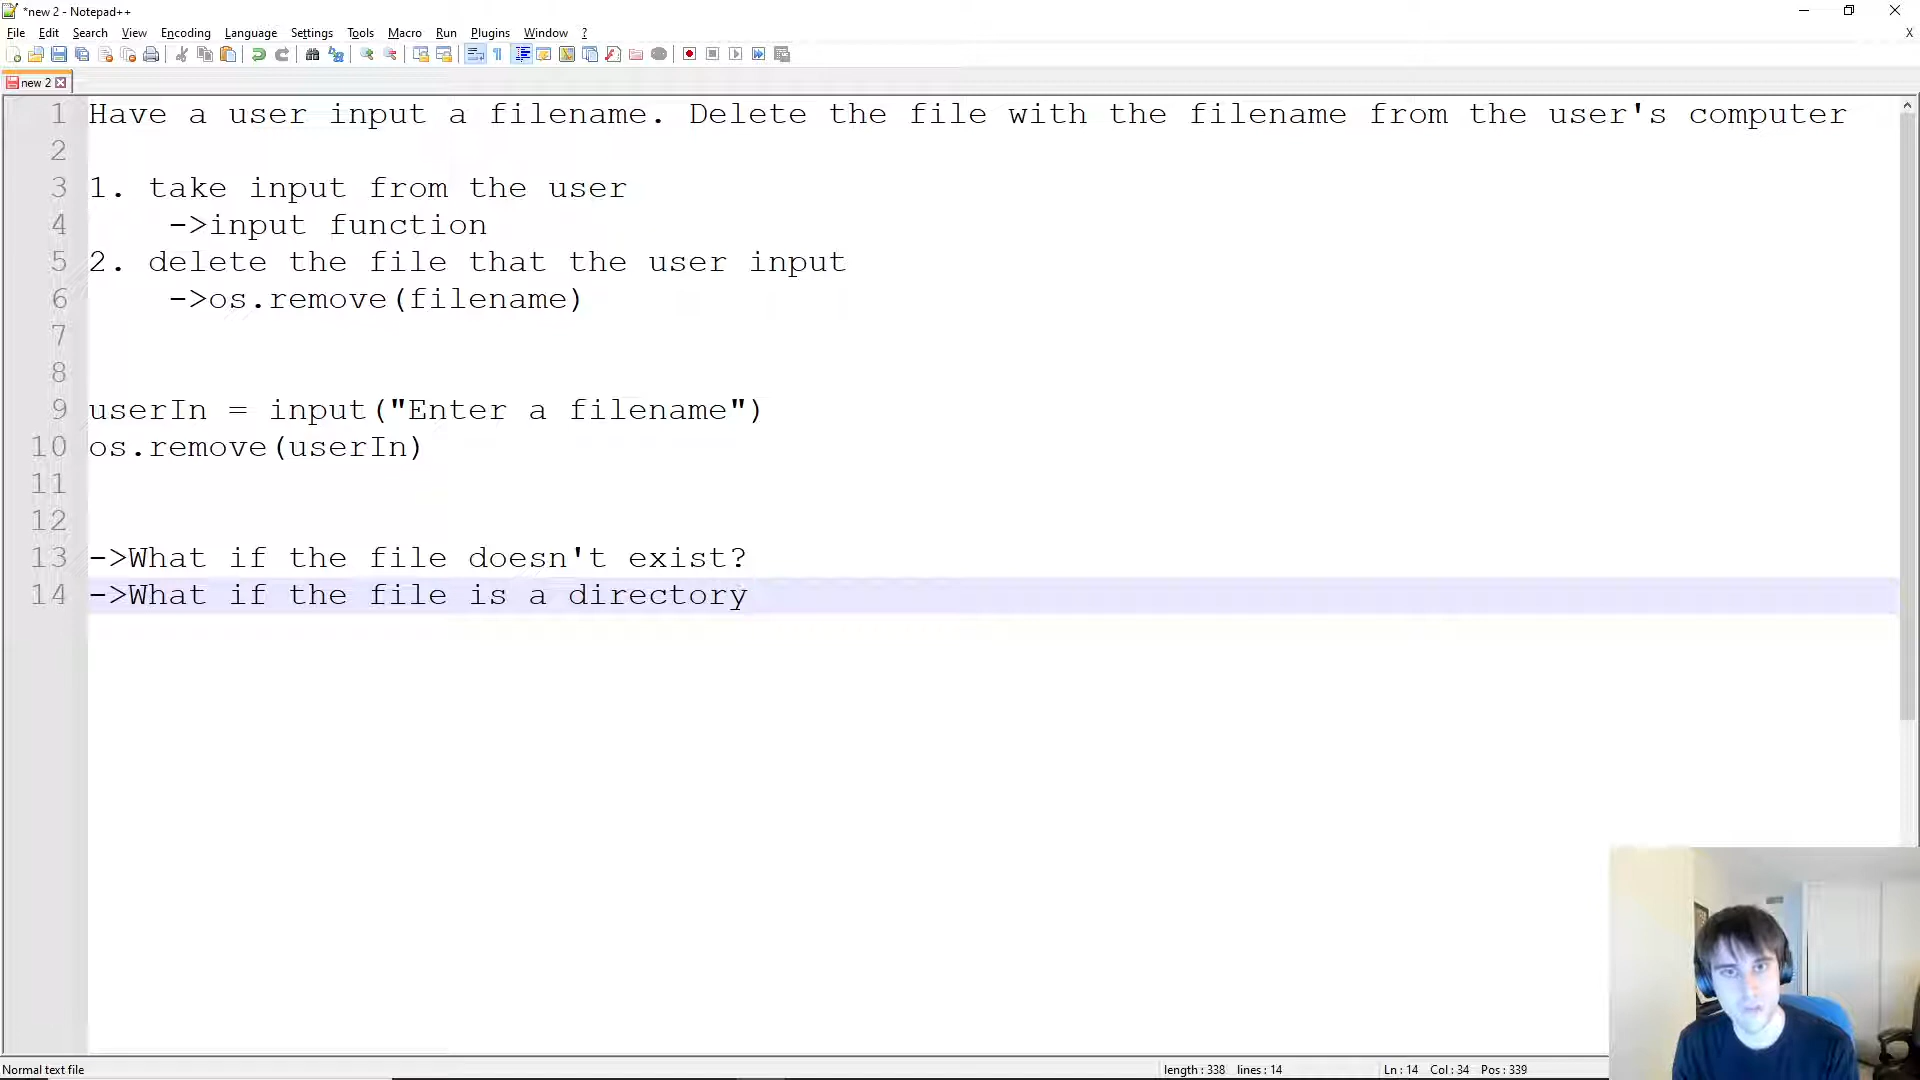 *new 2 - Notepad++
File Edit Search View Encoding Language Settings Tools Macro Run Plugins Window ?
X
new 2
1 Have a user input a filename. Delete the file with the filename from the user's computer
2
3 1. take input from the user
4 ->input function
5 2. delete the file that the user input
6 ->os.remove(filename)
7
8
9 userIn = input("Enter a filename")
10 os.remove(userIn)
11
12
13 ->What if the file doesn't exist?
14 ->What if the file is a directory
Normal text file length : 338 lines : 14 Ln : 14 Col : 34 Pos : 339